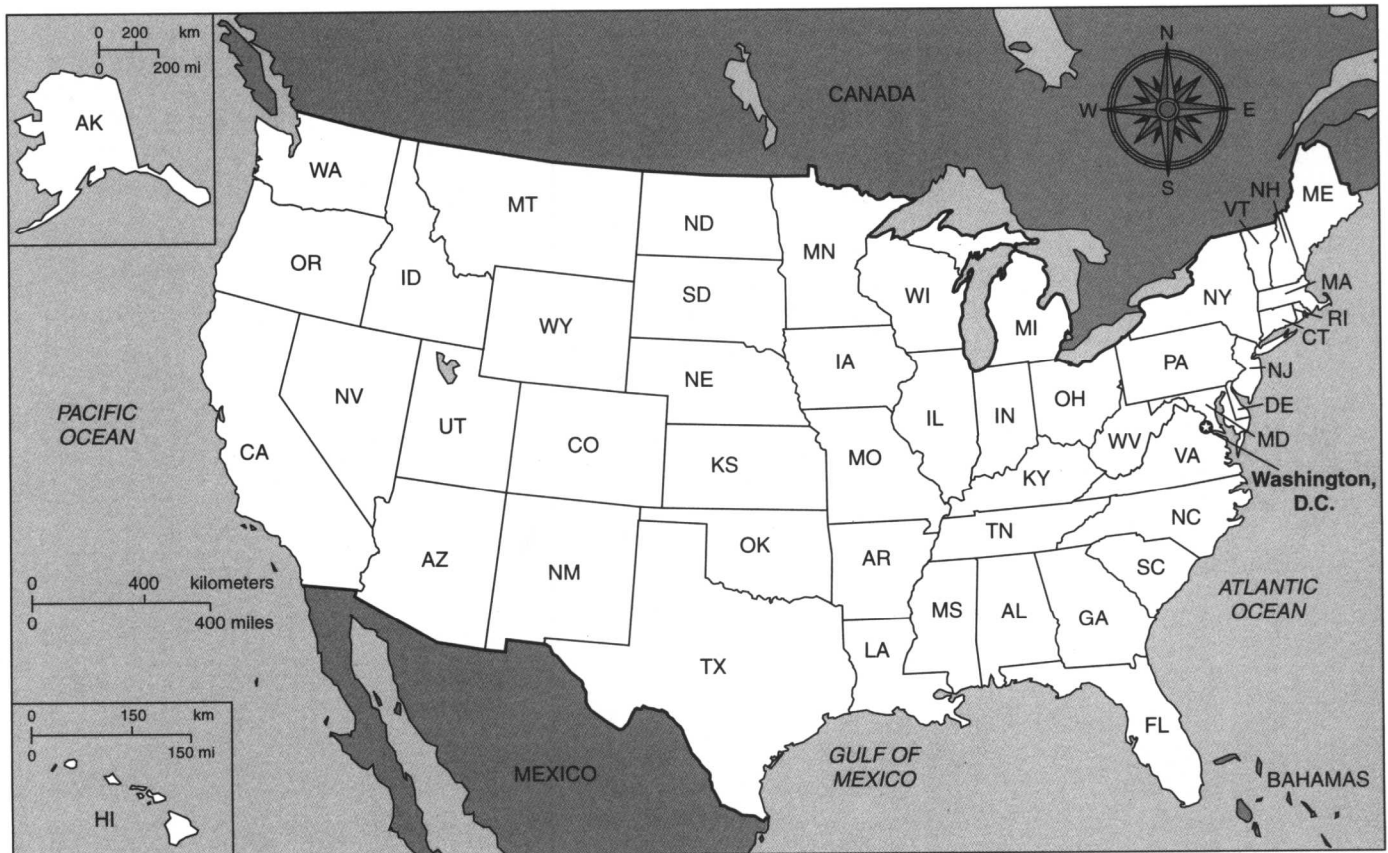 0 200 km
0 200 mi
AK
CANADA
N
W E
S
WA
MT
ND
MN
ME
NH
VT
OR
ID
SD
WI
NY
MA
WY
MI
RI
CT
IA
PA
NE
NJ
NV
OH
DE
PACIFIC
OCEAN
UT
IL
IN
CO
WV
MD
CA
KS
MO
VA
KY
Washington,
D.C.
NC
TN
OK
AZ
NM
AR
SC
0 400 kilometers
0 400 miles
ATLANTIC
OCEAN
MS
AL
GA
LA
TX
0 150 km
0 150 mi
FL
GULF OF
MEXICO
MEXICO
BAHAMAS
HI